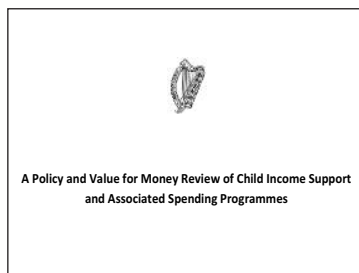 A Policy and Value for Money Review of Child Income Support
and Associated Spending Programmes